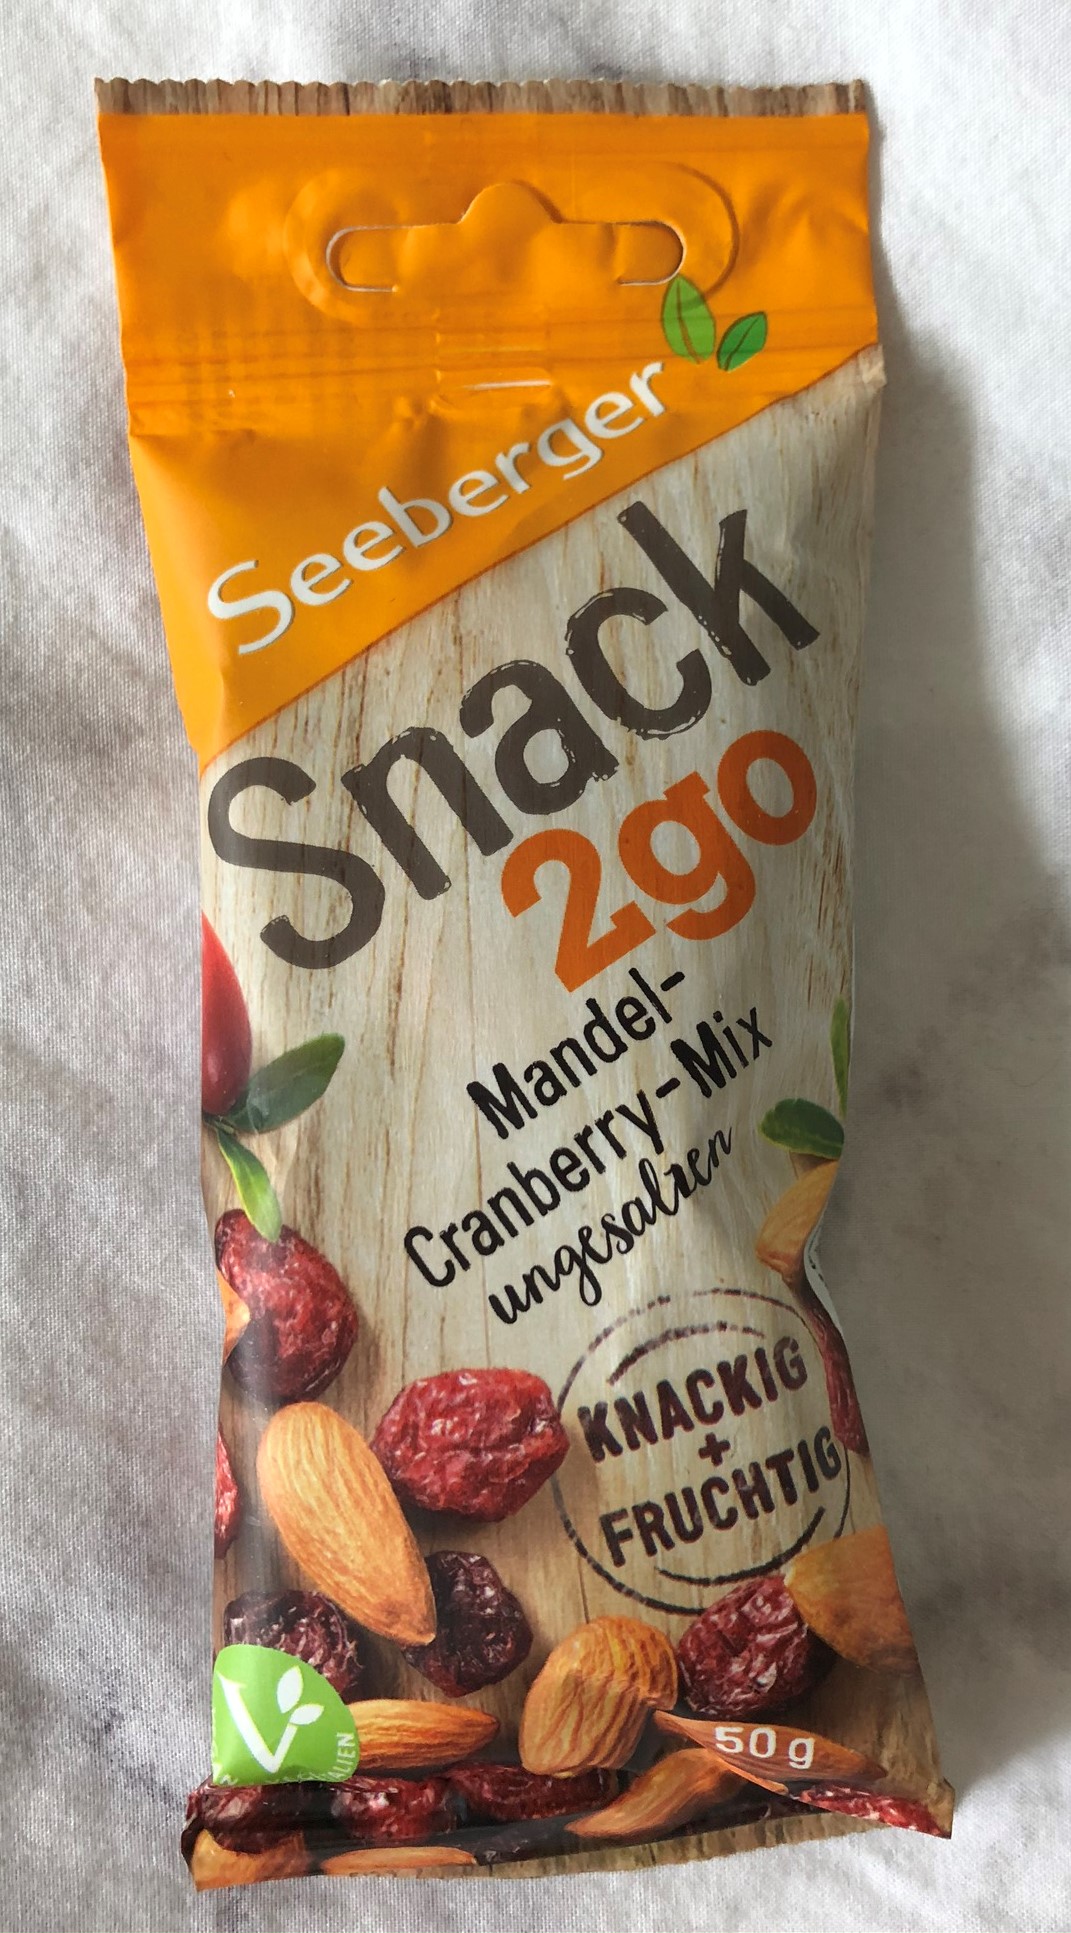 Seeberger
Snack
2go
Mandel-
Cranberry-Mix
ungesalzen
KNACKIG
+
FRUCHTIG
50 g